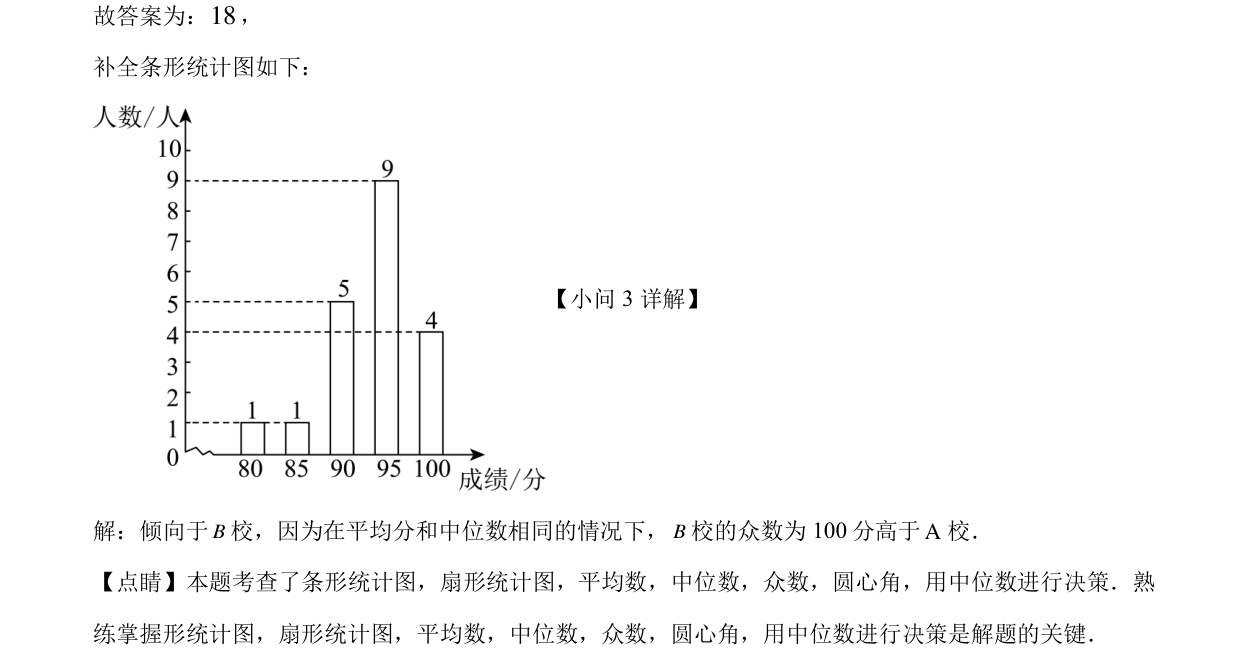 故答案为：18，
补全条形统计图如下：
人数/人
10
9
9
8
7
6
5
5
4
4
3
2
1
1
1
0
80 85 90 95 100
成绩/分
【小问 3 详解】
解：倾向于 B 校，因为在平均分和中位数相同的情况下， B 校的众数为 100 分高于 A 校．
【点睛】本题考查了条形统计图，扇形统计图，平均数，中位数，众数，圆心角，用中位数进行决策．熟
练掌握形统计图，扇形统计图，平均数，中位数，众数，圆心角，用中位数进行决策是解题的关键．